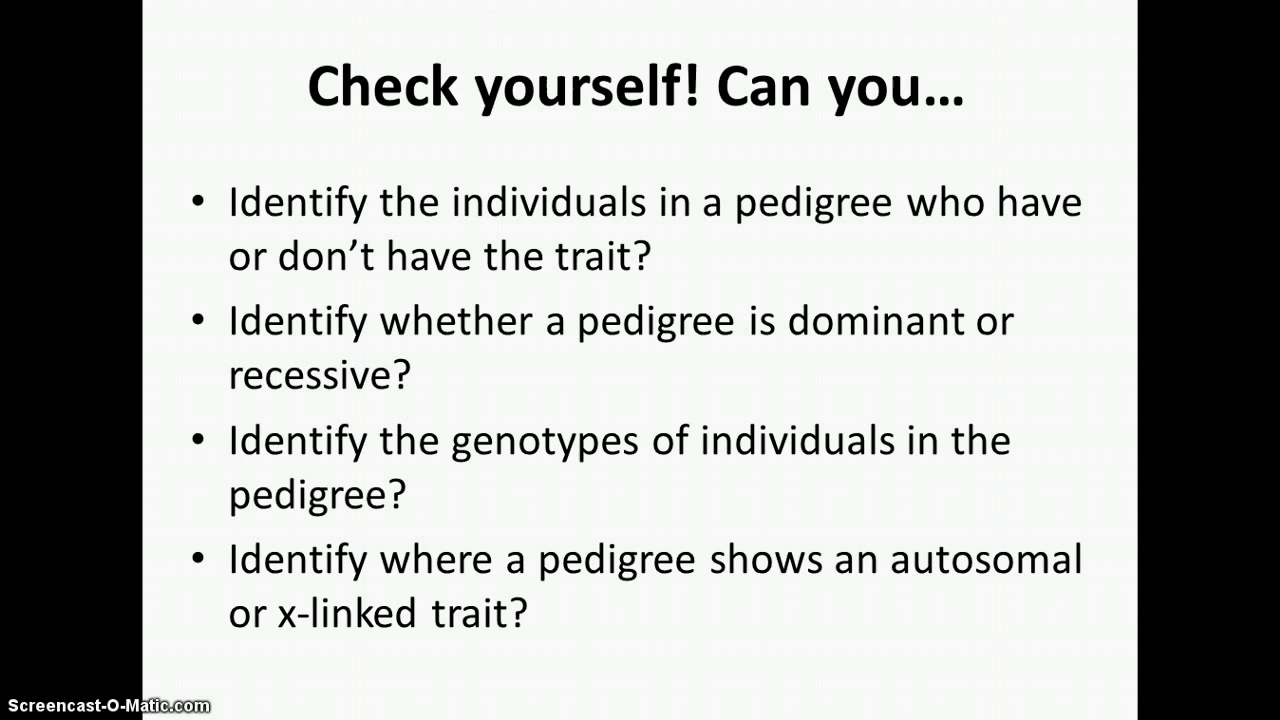 Check yourself! Can you…
• Identify the individuals in a pedigree who have
or don’t have the trait?
• Identify whether a pedigree is dominant or
recessive?
• Identify the genotypes of individuals in the
pedigree?
• Identify where a pedigree shows an autosomal
or x-linked trait?
Screencast-O-Matic.com